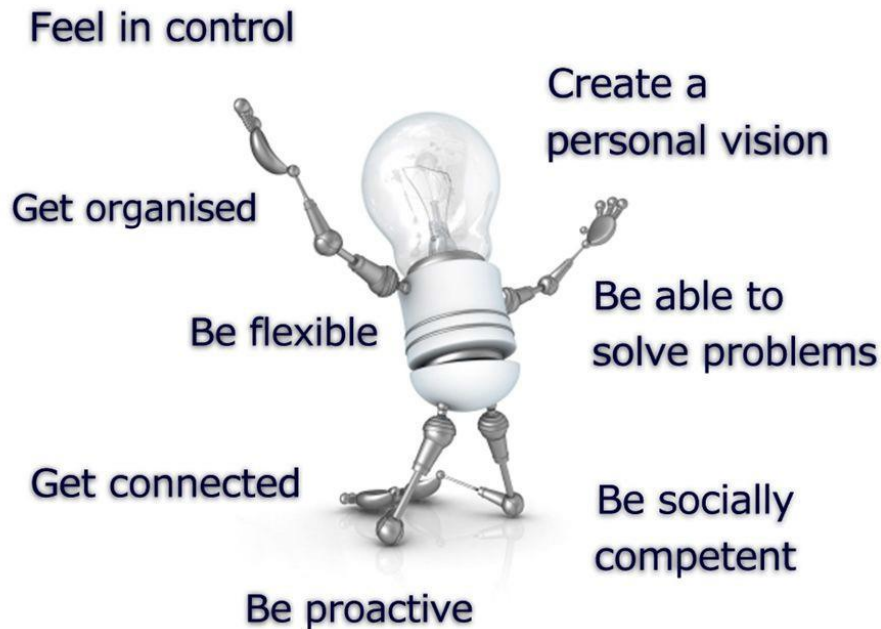 Feel in control
Create a
personal vision
Get organised
Be able to
solve problems
Be flexible
Get connected
Be socially
competent
Be proactive